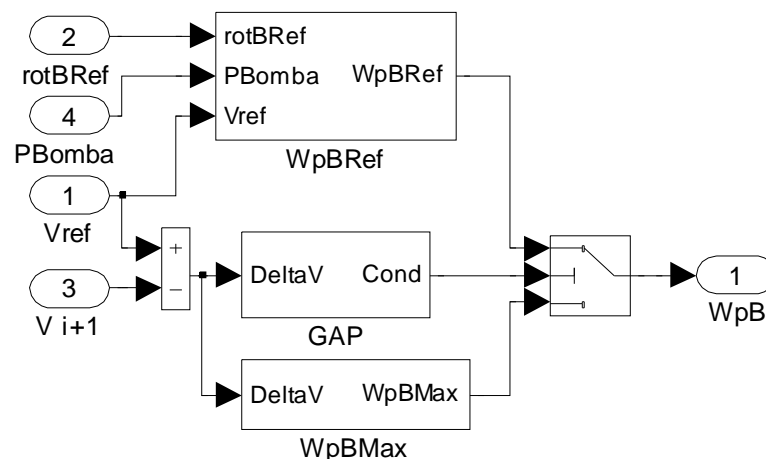 2
rotBRef
4
PBomba
1
Vref
3
V i+1
rotBRef
PBomba
Vref
WpBRef
WpBRef
+
−
DeltaV
Cond
GAP
DeltaV
WpBMax
WpBMax
1
WpB